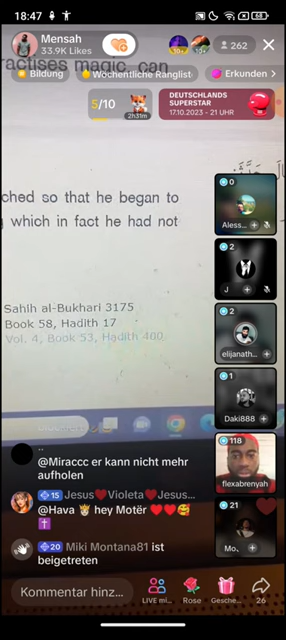 18:47
68
Mensah
33.9K Likes
30+
10+
262
ractises magic can
Bildung
Wöchentliche Ranglist
Erkunden >
5/10
2h31m
DEUTSCHLANDS
SUPERSTAR
17.10.2023 - 21 UHR
ched so that he began to
which in fact he had not
0
Aless...
2
J
2
elijanath...
1
Daki888
118
flexabrenyah
21
Mo..
Sahih al-Bukhari 3175
Book 58, Hadith 17
Vol. 4, Book 53, Hadith 400
@Miraccc er kann nicht mehr
aufholen
15 Jesus❤️Violeta❤️Jesus...
@Hava 👸 hey Motër ❤️❤️🥰
✝️
20 Miki Montana81 ist
beigetreten
Kommentar hinz...
LIVE mi...
Rose
Gesche...
26